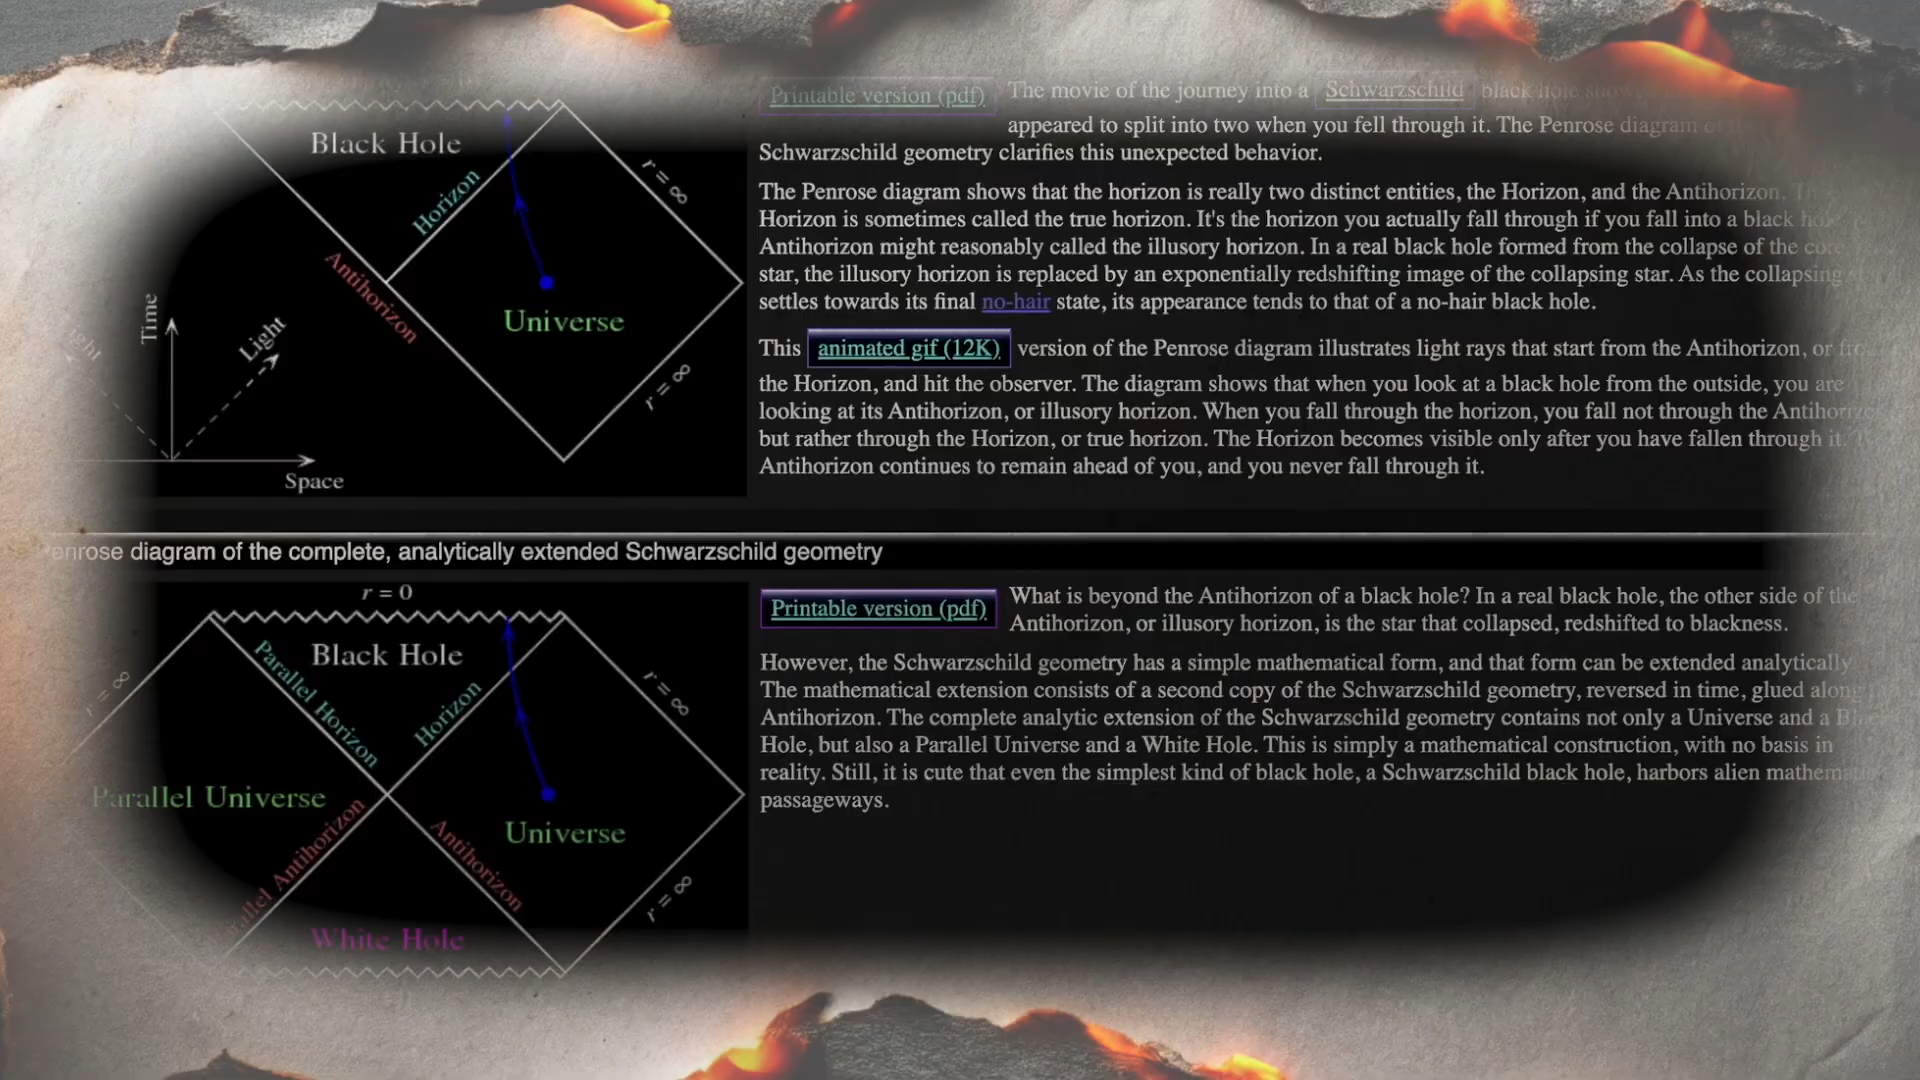 Black Hole
Horizon
Antihorizon
Universe
r = ∞
r = ∞
Time
Light
Light
Space
Printable version (pdf) The movie of the journey into a Schwarzschild black hole
appeared to split into two when you fell through it. The Penrose diagram of
Schwarzschild geometry clarifies this unexpected behavior.
The Penrose diagram shows that the horizon is really two distinct entities, the Horizon, and the Antihorizon.
Horizon is sometimes called the true horizon. It's the horizon you actually fall through if you fall into a black
Antihorizon might reasonably called the illusory horizon. In a real black hole formed from the collapse of the core
star, the illusory horizon is replaced by an exponentially redshifting image of the collapsing star. As the collapsing
settles towards its final no-hair state, its appearance tends to that of a no-hair black hole.
This animated gif (12K) version of the Penrose diagram illustrates light rays that start from the Antihorizon, or
the Horizon, and hit the observer. The diagram shows that when you look at a black hole from the outside, you are
looking at its Antihorizon, or illusory horizon. When you fall through the horizon, you fall not through the
but rather through the Horizon, or true horizon. The Horizon becomes visible only after you have fallen through it.
Antihorizon continues to remain ahead of you, and you never fall through it.
enrose diagram of the complete, analytically extended Schwarzschild geometry
r = 0
Black Hole
Parallel Horizon
Horizon
r = ∞
r = ∞
Parallel Universe
Universe
Antihorizon
Antihorizon
r = ∞
White Hole
Printable version (pdf) What is beyond the Antihorizon of a black hole? In a real black hole, the other side of the
Antihorizon, or illusory horizon, is the star that collapsed, redshifted to blackness.
However, the Schwarzschild geometry has a simple mathematical form, and that form can be extended analytically
The mathematical extension consists of a second copy of the Schwarzschild geometry, reversed in time, glued along
Antihorizon. The complete analytic extension of the Schwarzschild geometry contains not only a Universe and a
Hole, but also a Parallel Universe and a White Hole. This is simply a mathematical construction, with no basis in
reality. Still, it is cute that even the simplest kind of black hole, a Schwarzschild black hole, harbors alien
passageways.